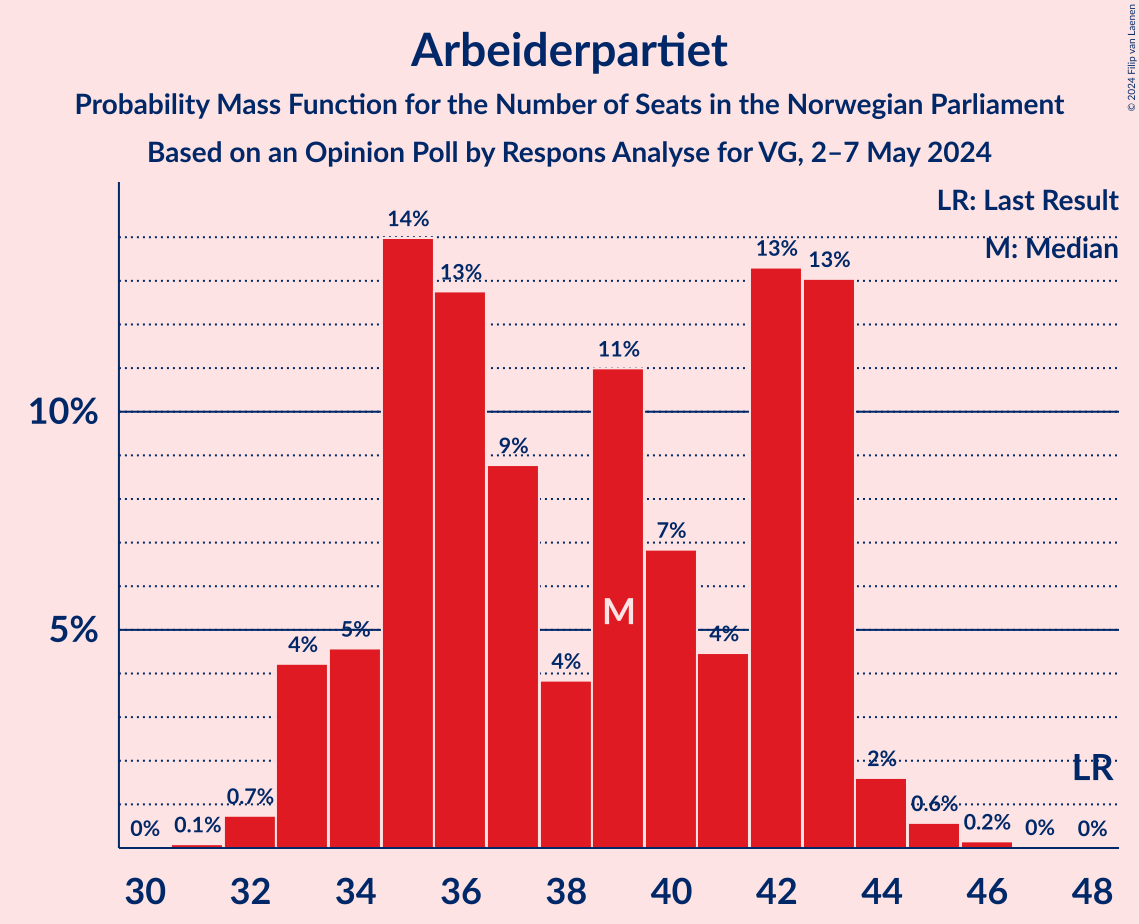 © 2024 Filip van Laenen
Arbeiderpartiet
Probability Mass Function for the Number of Seats in the Norwegian Parliament
Based on an Opinion Poll by Respons Analyse for VG, 2–7 May 2024
LR: Last Result
M: Median
14%
13%
13%
13%
11%
10%
9%
7%
M
5%
5%
4%
4%
4%
2%
LR
0.7%
0.6%
0%
0.1%
0.2%
0%
0%
30 32 34 36 38 40 42 44 46 48